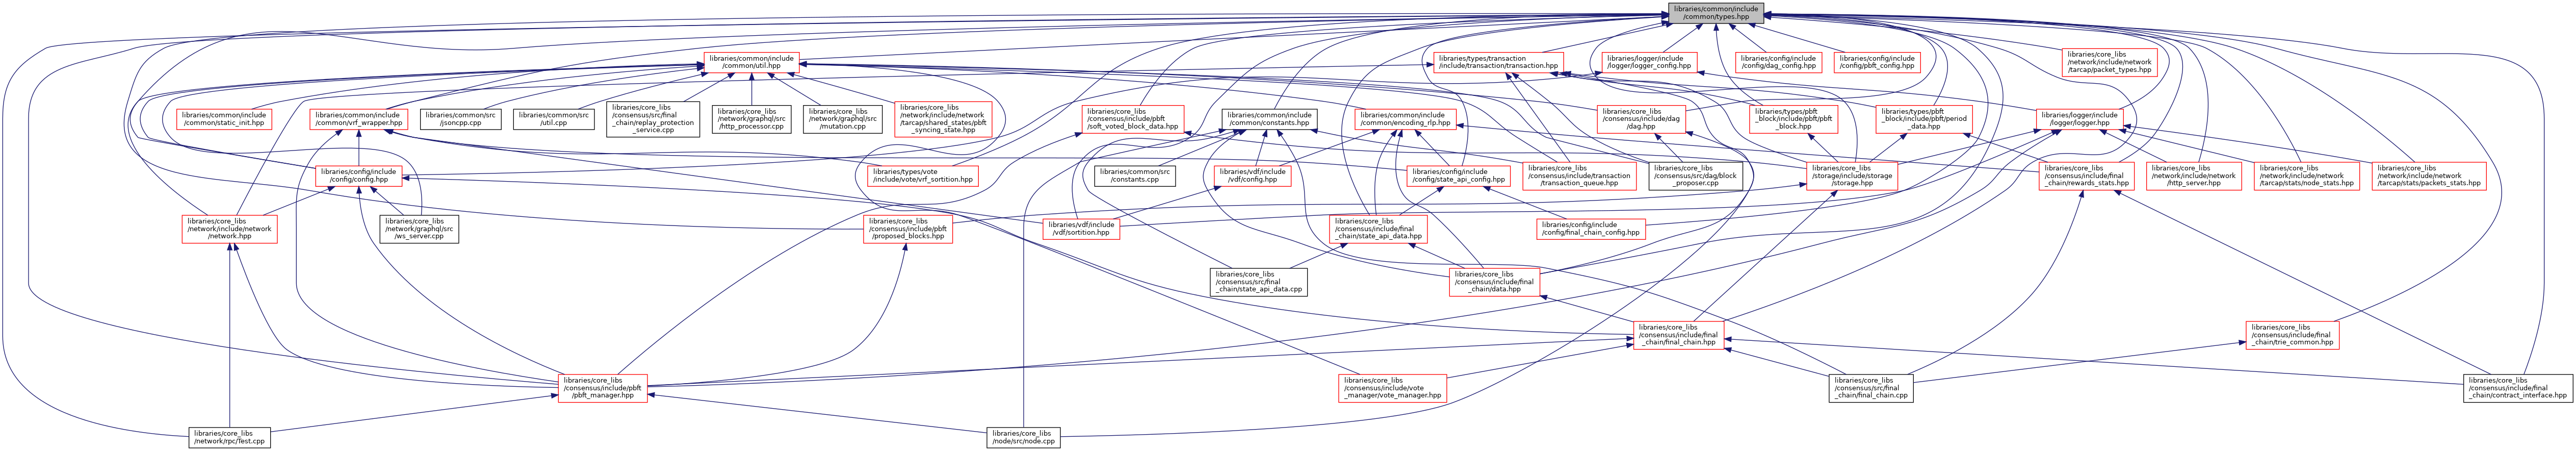 libraries/common/include
/common/types.hpp
libraries/common/include
/common/util.hpp
libraries/types/transaction
/include/transaction/transaction.hpp
libraries/logger/include
/logger/logger_config.hpp
libraries/config/include
/config/dag_config.hpp
libraries/config/include
/config/pbft_config.hpp
libraries/core_libs
/network/include/network
/tarcap/packet_types.hpp
libraries/common/include
/common/static_init.hpp
libraries/common/include
/common/vrf_wrapper.hpp
libraries/common/src
/jsoncpp.cpp
libraries/common/src
/util.cpp
libraries/core_libs
/consensus/src/final
_chain/replay_protection
_service.cpp
libraries/core_libs
/network/graphql/src
/http_processor.cpp
libraries/core_libs
/network/graphql/src
/mutation.cpp
libraries/core_libs
/network/include/network
/tarcap/shared_states/pbft
_syncing_state.hpp
libraries/core_libs
/consensus/include/pbft
/soft_voted_block_data.hpp
libraries/common/include
/common/constants.hpp
libraries/common/include
/common/encoding_rlp.hpp
libraries/core_libs
/consensus/include/dag
/dag.hpp
libraries/types/pbft
_block/include/pbft/pbft
_block.hpp
libraries/types/pbft
_block/include/pbft/period
_data.hpp
libraries/logger/include
/logger/logger.hpp
libraries/config/include
/config/config.hpp
libraries/types/vote
/include/vote/vrf_sortition.hpp
libraries/common/src
/constants.cpp
libraries/vdf/include
/vdf/config.hpp
libraries/config/include
/config/state_api_config.hpp
libraries/core_libs
/consensus/include/transaction
/transaction_queue.hpp
libraries/core_libs
/consensus/src/dag/block
_proposer.cpp
libraries/core_libs
/storage/include/storage
/storage.hpp
libraries/core_libs
/consensus/include/final
_chain/rewards_stats.hpp
libraries/core_libs
/network/include/network
/http_server.hpp
libraries/core_libs
/network/include/network
/tarcap/stats/node_stats.hpp
libraries/core_libs
/network/include/network
/tarcap/stats/packets_stats.hpp
libraries/core_libs
/network/include/network
/network.hpp
libraries/core_libs
/network/graphql/src
/ws_server.cpp
libraries/core_libs
/consensus/include/pbft
/proposed_blocks.hpp
libraries/vdf/include
/vdf/sortition.hpp
libraries/core_libs
/consensus/include/final
_chain/state_api_data.hpp
libraries/config/include
/config/final_chain_config.hpp
libraries/core_libs
/consensus/src/final
_chain/state_api_data.cpp
libraries/core_libs
/consensus/include/final
_chain/data.hpp
libraries/core_libs
/consensus/include/final
_chain/final_chain.hpp
libraries/core_libs
/consensus/include/final
_chain/trie_common.hpp
libraries/core_libs
/consensus/include/pbft
/pbft_manager.hpp
libraries/core_libs
/consensus/include/vote
_manager/vote_manager.hpp
libraries/core_libs
/consensus/src/final
_chain/final_chain.cpp
libraries/core_libs
/consensus/include/final
_chain/contract_interface.hpp
libraries/core_libs
/network/rpc/Test.cpp
libraries/core_libs
/node/src/node.cpp